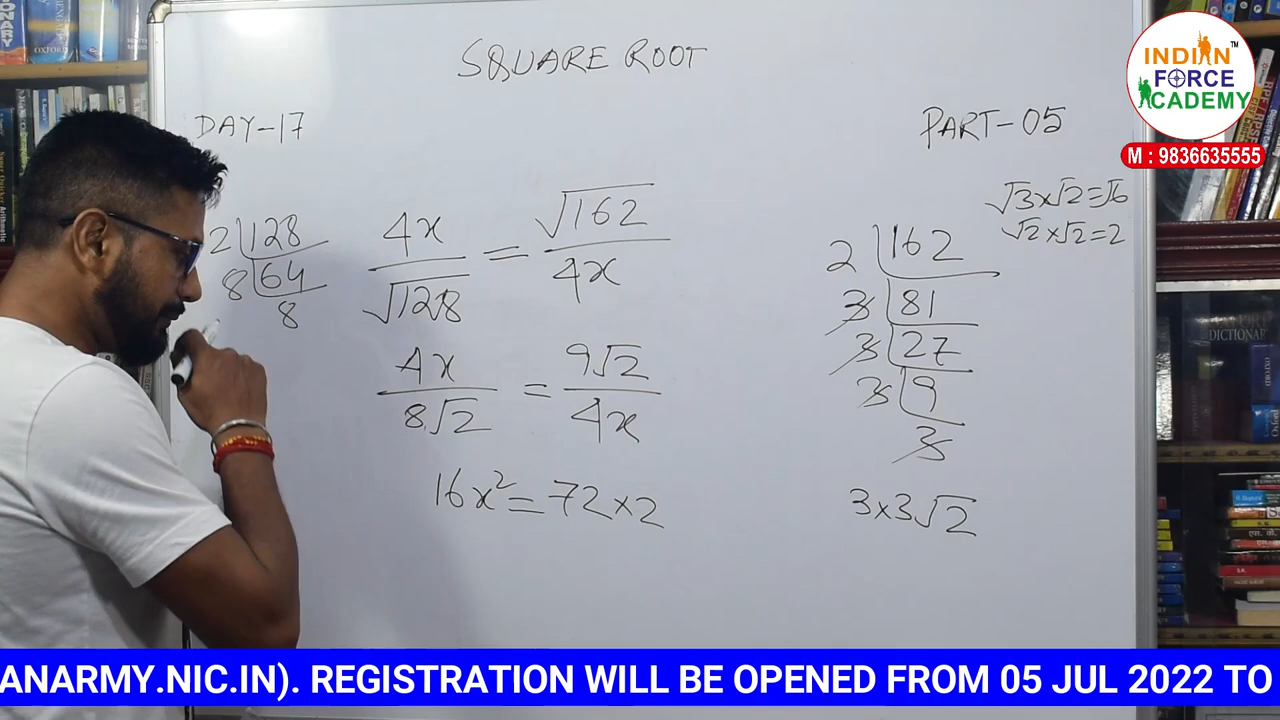 SQUARE ROOT
DAY-17
PART-05
INDIAN
FORCE
ACADEMY
TM
M : 9836635555
√3×√2=√6
√2×√2=2
2 128
8 64
8
4x/√128 = √162/4x
4x/8√2 = 9√2/4x
16x²=72×2
2 162
3 81
3 27
3 9
3
3×3√2
OXFORD
DICTIONARY
ANARMY.NIC.IN). REGISTRATION WILL BE OPENED FROM 05 JUL 2022 TO